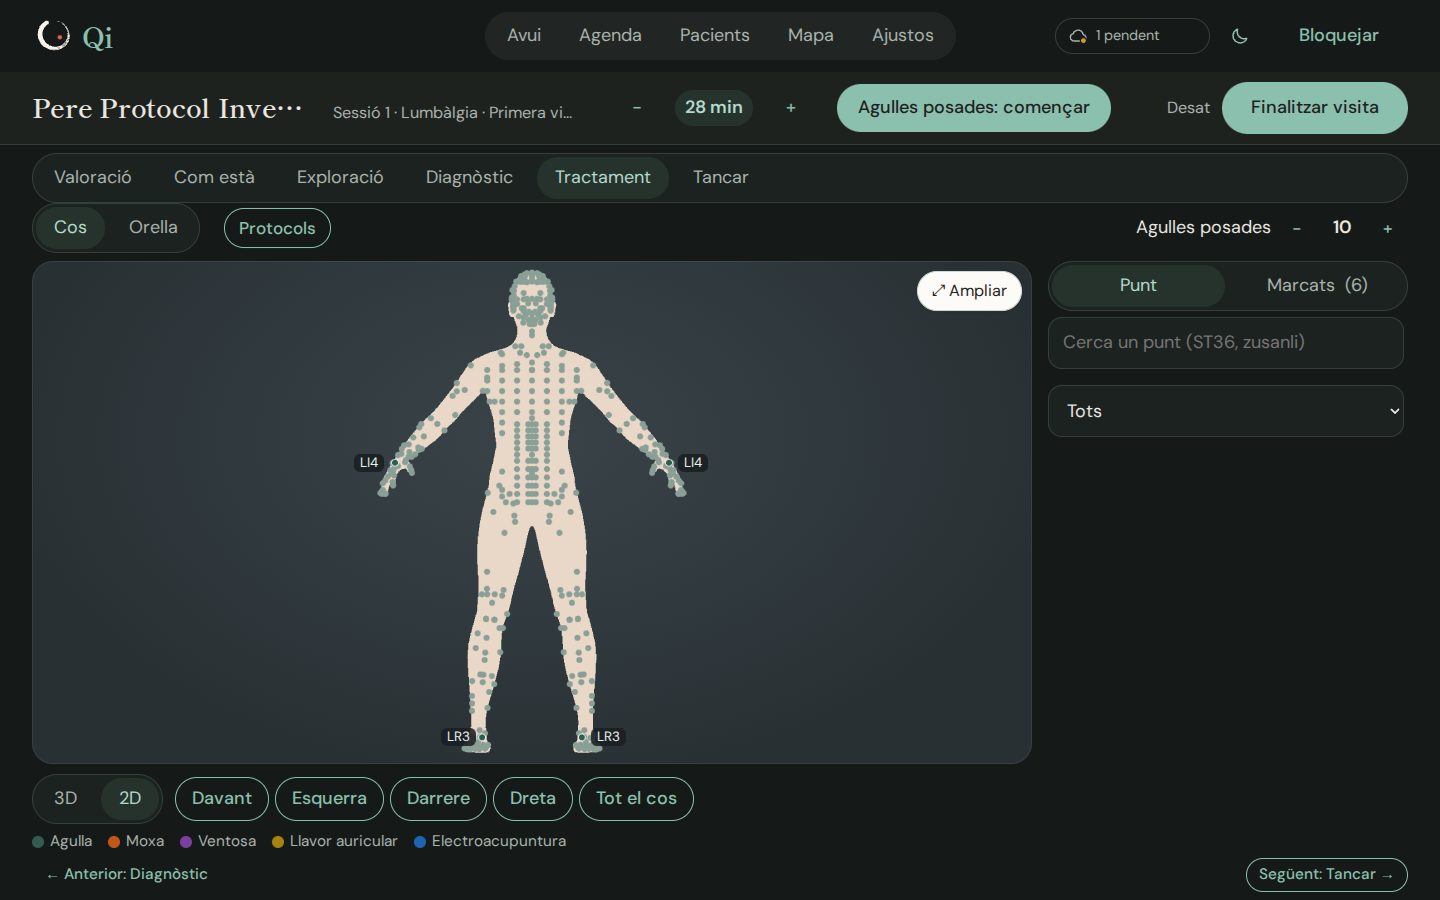 Qi
Avui Agenda Pacients Mapa Ajustos
1 pendent
Bloquejar
Pere Protocol Inve···
Sessió 1 · Lumbàlgia · Primera vi...
− 28 min +
Agulles posades: començar
Desat
Finalitzar visita
Valoració Com està Exploració Diagnòstic Tractament Tancar
Cos Orella Protocols
Agulles posades − 10 +
Ampliar
Punt Marcats (6)
Cerca un punt (ST36, zusanli)
Tots
LI4 LI4
LR3 LR3
3D 2D Davant Esquerra Darrere Dreta Tot el cos
Agulla Moxa Ventosa Llavor auricular Electroacupuntura
← Anterior: Diagnòstic
Següent: Tancar →